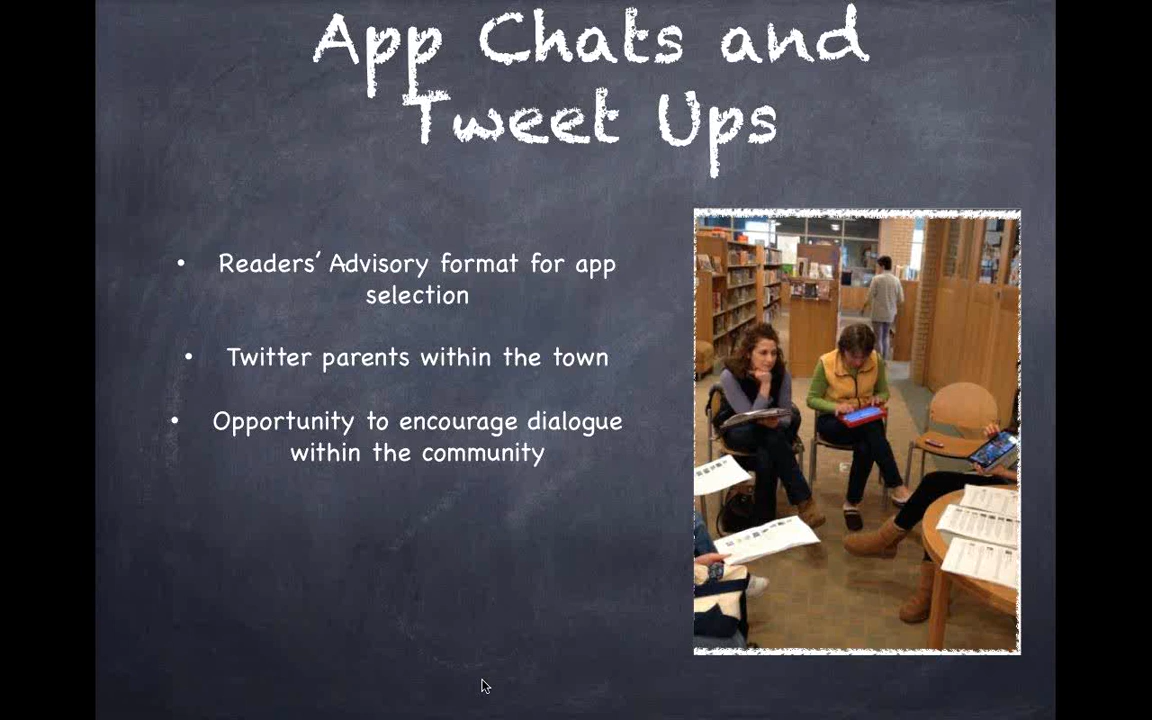 App Chats and
Tweet Ups
• Readers' Advisory format for app
selection
• Twitter parents within the town
• Opportunity to encourage dialogue
within the community